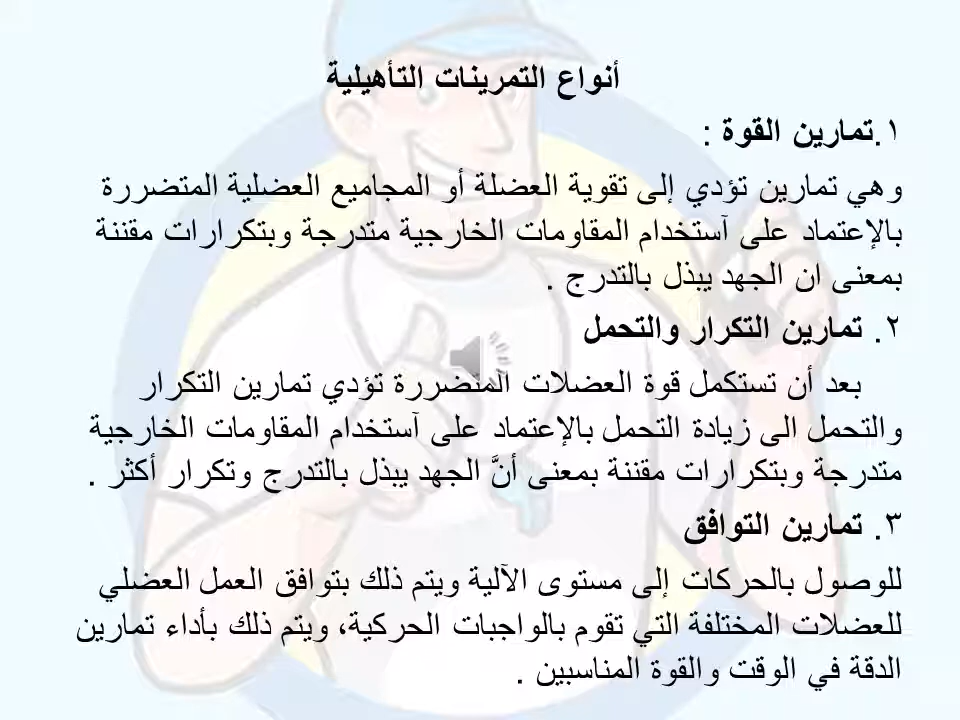 أنواع التمرينات التأهيلية
١.تمارين القوة :
وهي تمارين تؤدي إلى تقوية العضلة أو المجاميع العضلية المتضررة
بالإعتماد على آستخدام المقاومات الخارجية متدرجة وبتكرارات مقننة
بمعنى ان الجهد يبذل بالتدرج .
٢. تمارين التكرار والتحمل
بعد أن تستكمل قوة العضلات المتضررة تؤدي تمارين التكرار
والتحمل الى زيادة التحمل بالإعتماد على آستخدام المقاومات الخارجية
متدرجة وبتكرارات مقننة بمعنى أنَّ الجهد يبذل بالتدرج وتكرار أكثر .
٣. تمارين التوافق
للوصول بالحركات إلى مستوى الآلية ويتم ذلك بتوافق العمل العضلي
للعضلات المختلفة التي تقوم بالواجبات الحركية، ويتم ذلك بأداء تمارين
الدقة في الوقت والقوة المناسبين .